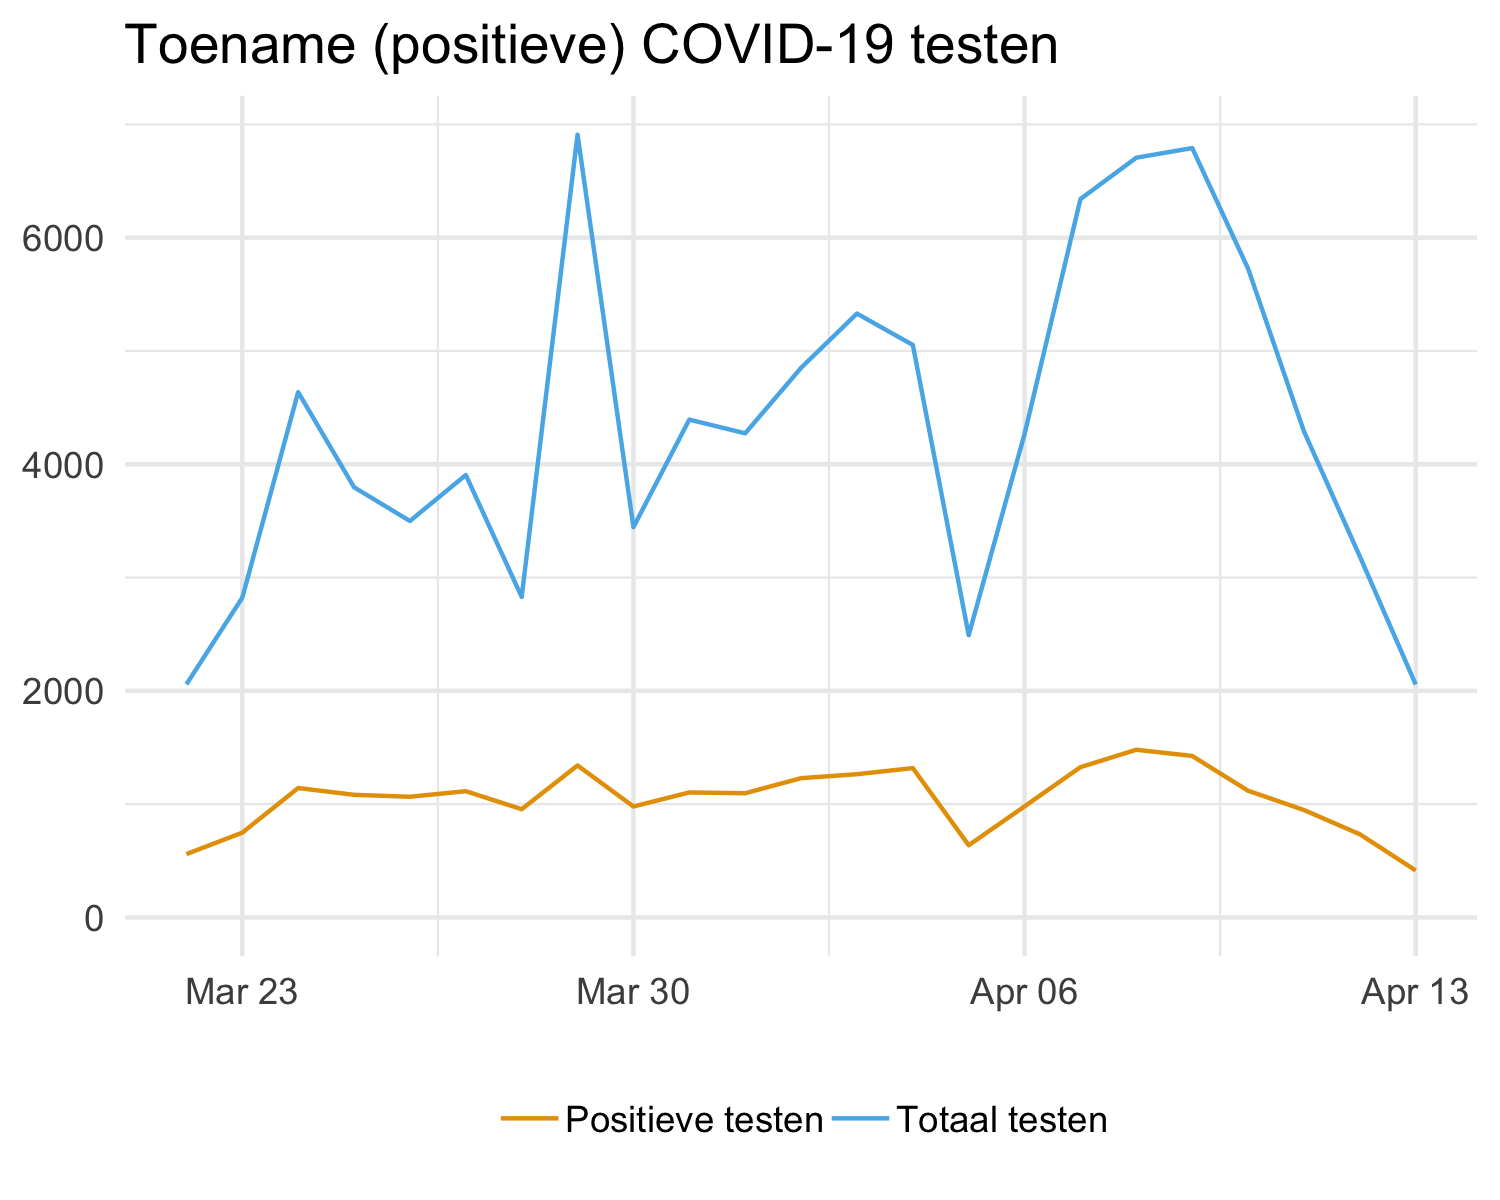 Toename (positieve) COVID-19 testen
6000
4000
2000
0
Mar 23 Mar 30 Apr 06 Apr 13
Positieve testen Totaal testen